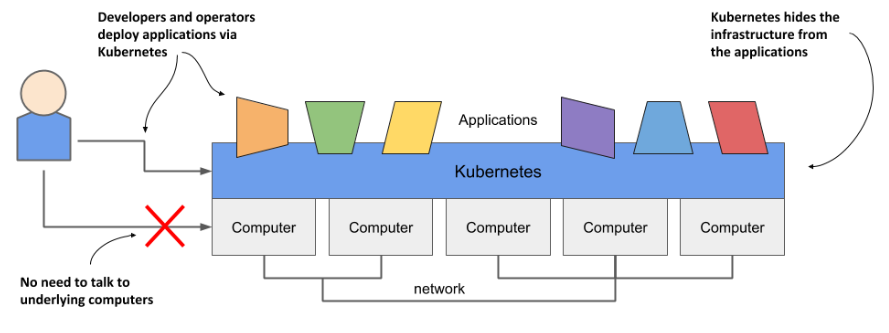 Developers and operators
deploy applications via
Kubernetes
Kubernetes hides the
infrastructure from
the applications
Applications
Kubernetes
Computer
Computer
Computer
Computer
Computer
network
No need to talk to
underlying computers